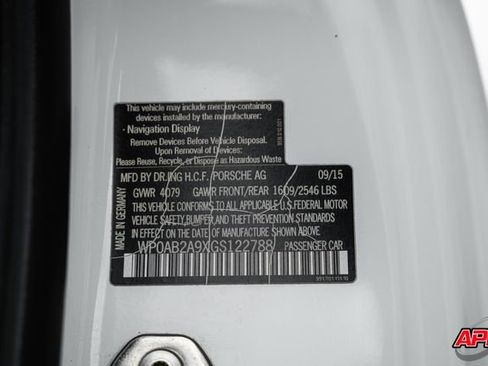 This vehicle may include mercury-containing
devices installed by the manufacturer:
· Navigation Display
Remove Devices Before Vehicle Disposal.
Upon Removal of Devices:
Please Reuse, Recycle, or Dispose as Hazardous Waste
MFD BY DR.ING H.C.F. PORSCHE AG 09/15
GVWR 4079 GAWR FRONT/REAR 1609/2546 LBS
THIS VEHICLE CONFORMS TO ALL APPLICABLE
U.S. FEDERAL MOTOR
VEHICLE SAFETY, BUMPER, AND THEFT PREVENTION
STANDARDS IN EFFECT ON THE DATE OF
MANUFACTURE SHOWN ABOVE.
WP0AB2A9XGS122788 PASSENGER CAR
MADE IN GERMANY